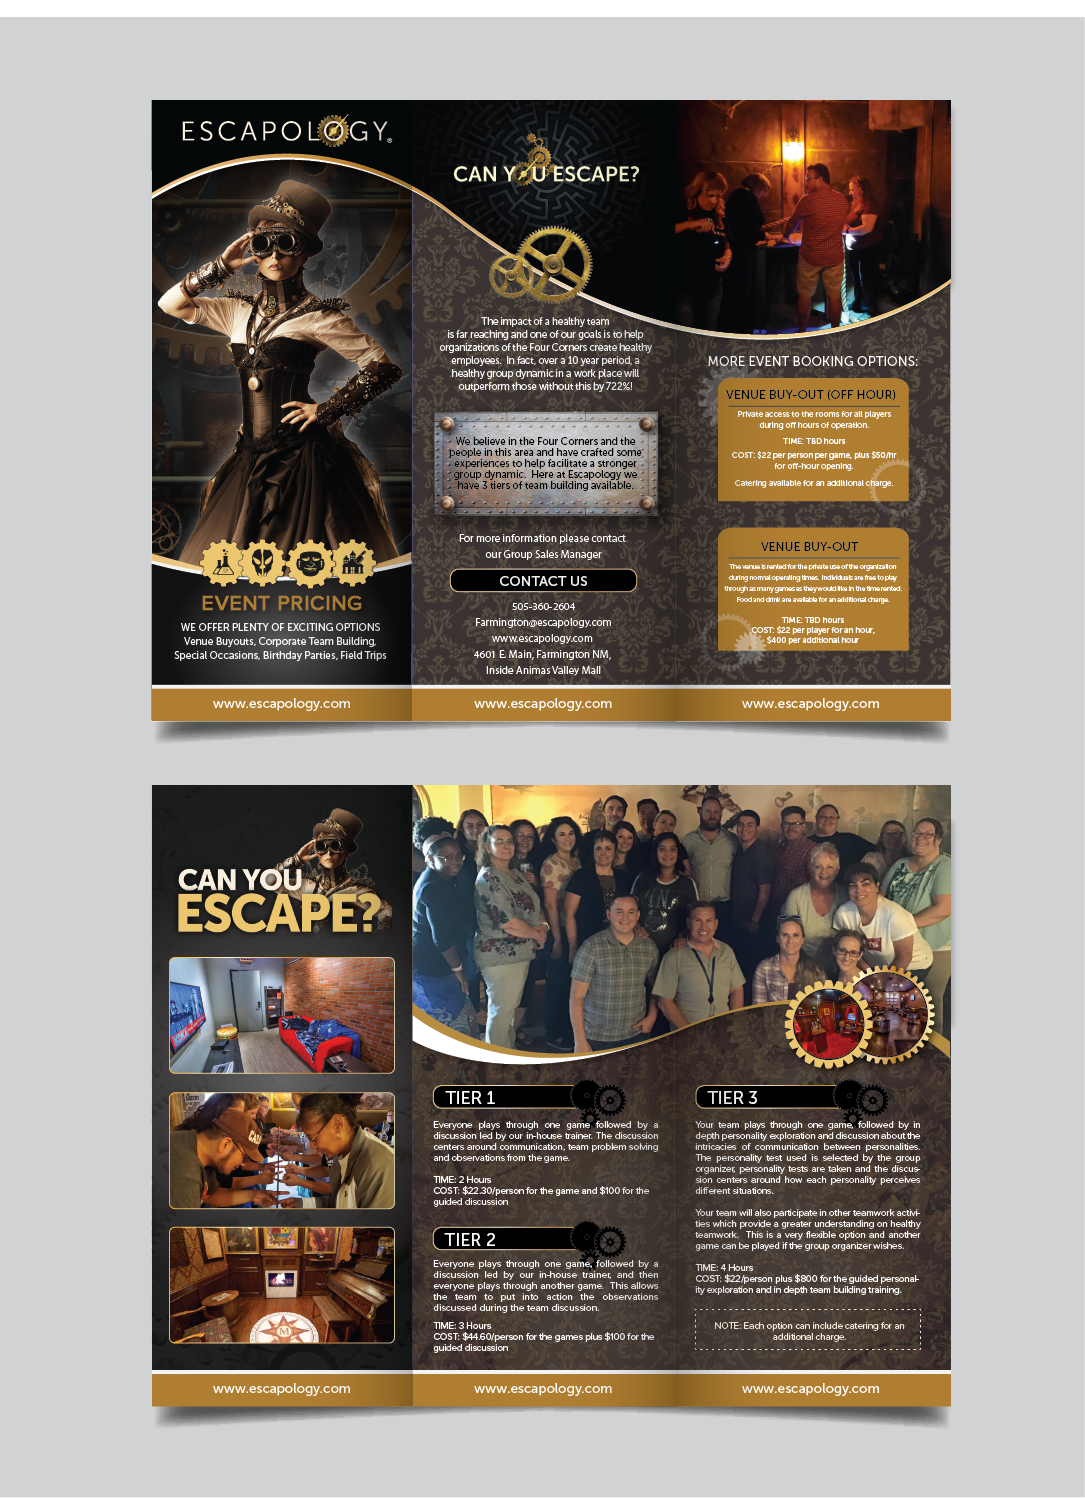 ESCAPOLOGY®
EVENT PRICING
WE OFFER PLENTY OF EXCITING OPTIONS
Venue Buyouts, Corporate Team Building,
Special Occasions, Birthday Parties, Field Trips
www.escapology.com
CAN YOU ESCAPE?
The impact of a healthy team
is far reaching and one of our goals is to help
organizations of the Four Corners create healthy
employees. In fact, over a 10 year period, a
healthy group dynamic in a work place will
outperform those without this by 722%!
We believe in the Four Corners and the
people in this area and have crafted some
experiences to help facilitate a stronger
group dynamic. Here at Escapology we
have 3 tiers of team building available.
For more information please contact
our Group Sales Manager
CONTACT US
505-360-2604
Farmington@escapology.com
www.escapology.com
4601 E. Main, Farmington NM,
Inside Animas Valley Mall
www.escapology.com
MORE EVENT BOOKING OPTIONS:
VENUE BUY-OUT (OFF HOUR)
Private access to the rooms for all players
during off hours of operation.
TIME: TBD hours
COST: $22 per person per game, plus $50/hr
for off-hour opening.
Catering available for an additional charge.
VENUE BUY-OUT
The venue is rented for the private use of the organization
during normal operating times. Individuals are free to play
through as many games as they would like in the time rented.
Food and drink are available for an additional charge.
TIME: TBD hours
COST: $22 per player for an hour,
$400 per additional hour
www.escapology.com
CAN YOU
ESCAPE?
www.escapology.com
TIER 1
Everyone plays through one game followed by a
discussion led by our in-house trainer. The discussion
centers around communication, team problem solving
and observations from the game.
TIME: 2 Hours
COST: $22.30/person for the game and $100 for the
guided discussion
TIER 2
Everyone plays through one game followed by a
discussion led by our in-house trainer, and then
everyone plays through another game. This allows
the team to put into action the observations
discussed during the team discussion.
TIME: 3 Hours
COST: $44.60/person for the games plus $100 for the
guided discussion
www.escapology.com
TIER 3
Your team plays through one game followed by in
depth personality exploration and discussion about the
intricacies of communication between personalities.
The personality test used is selected by the group
organizer, personality tests are taken and the discus-
sion centers around how each personality perceives
different situations.
Your team will also participate in other teamwork activi-
ties which provide a greater understanding on healthy
teamwork. This is a very flexible option and another
game can be played if the group organizer wishes.
TIME: 4 Hours
COST: $22/person plus $800 for the guided personal-
ity exploration and in depth team building training.
NOTE: Each option can include catering for an
additional charge.
www.escapology.com